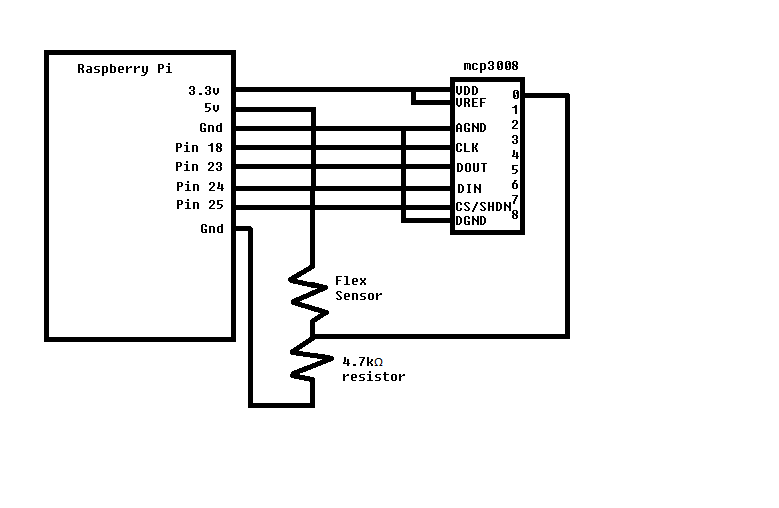 Raspberry Pi
3.3v
5v
Gnd
Pin 18
Pin 23
Pin 24
Pin 25
Gnd
mcp3008
VDD
VREF
AGND
CLK
DOUT
DIN
CS/SHDN
DGND
0
1
2
3
4
5
6
7
8
Flex
Sensor
4.7kΩ
resistor